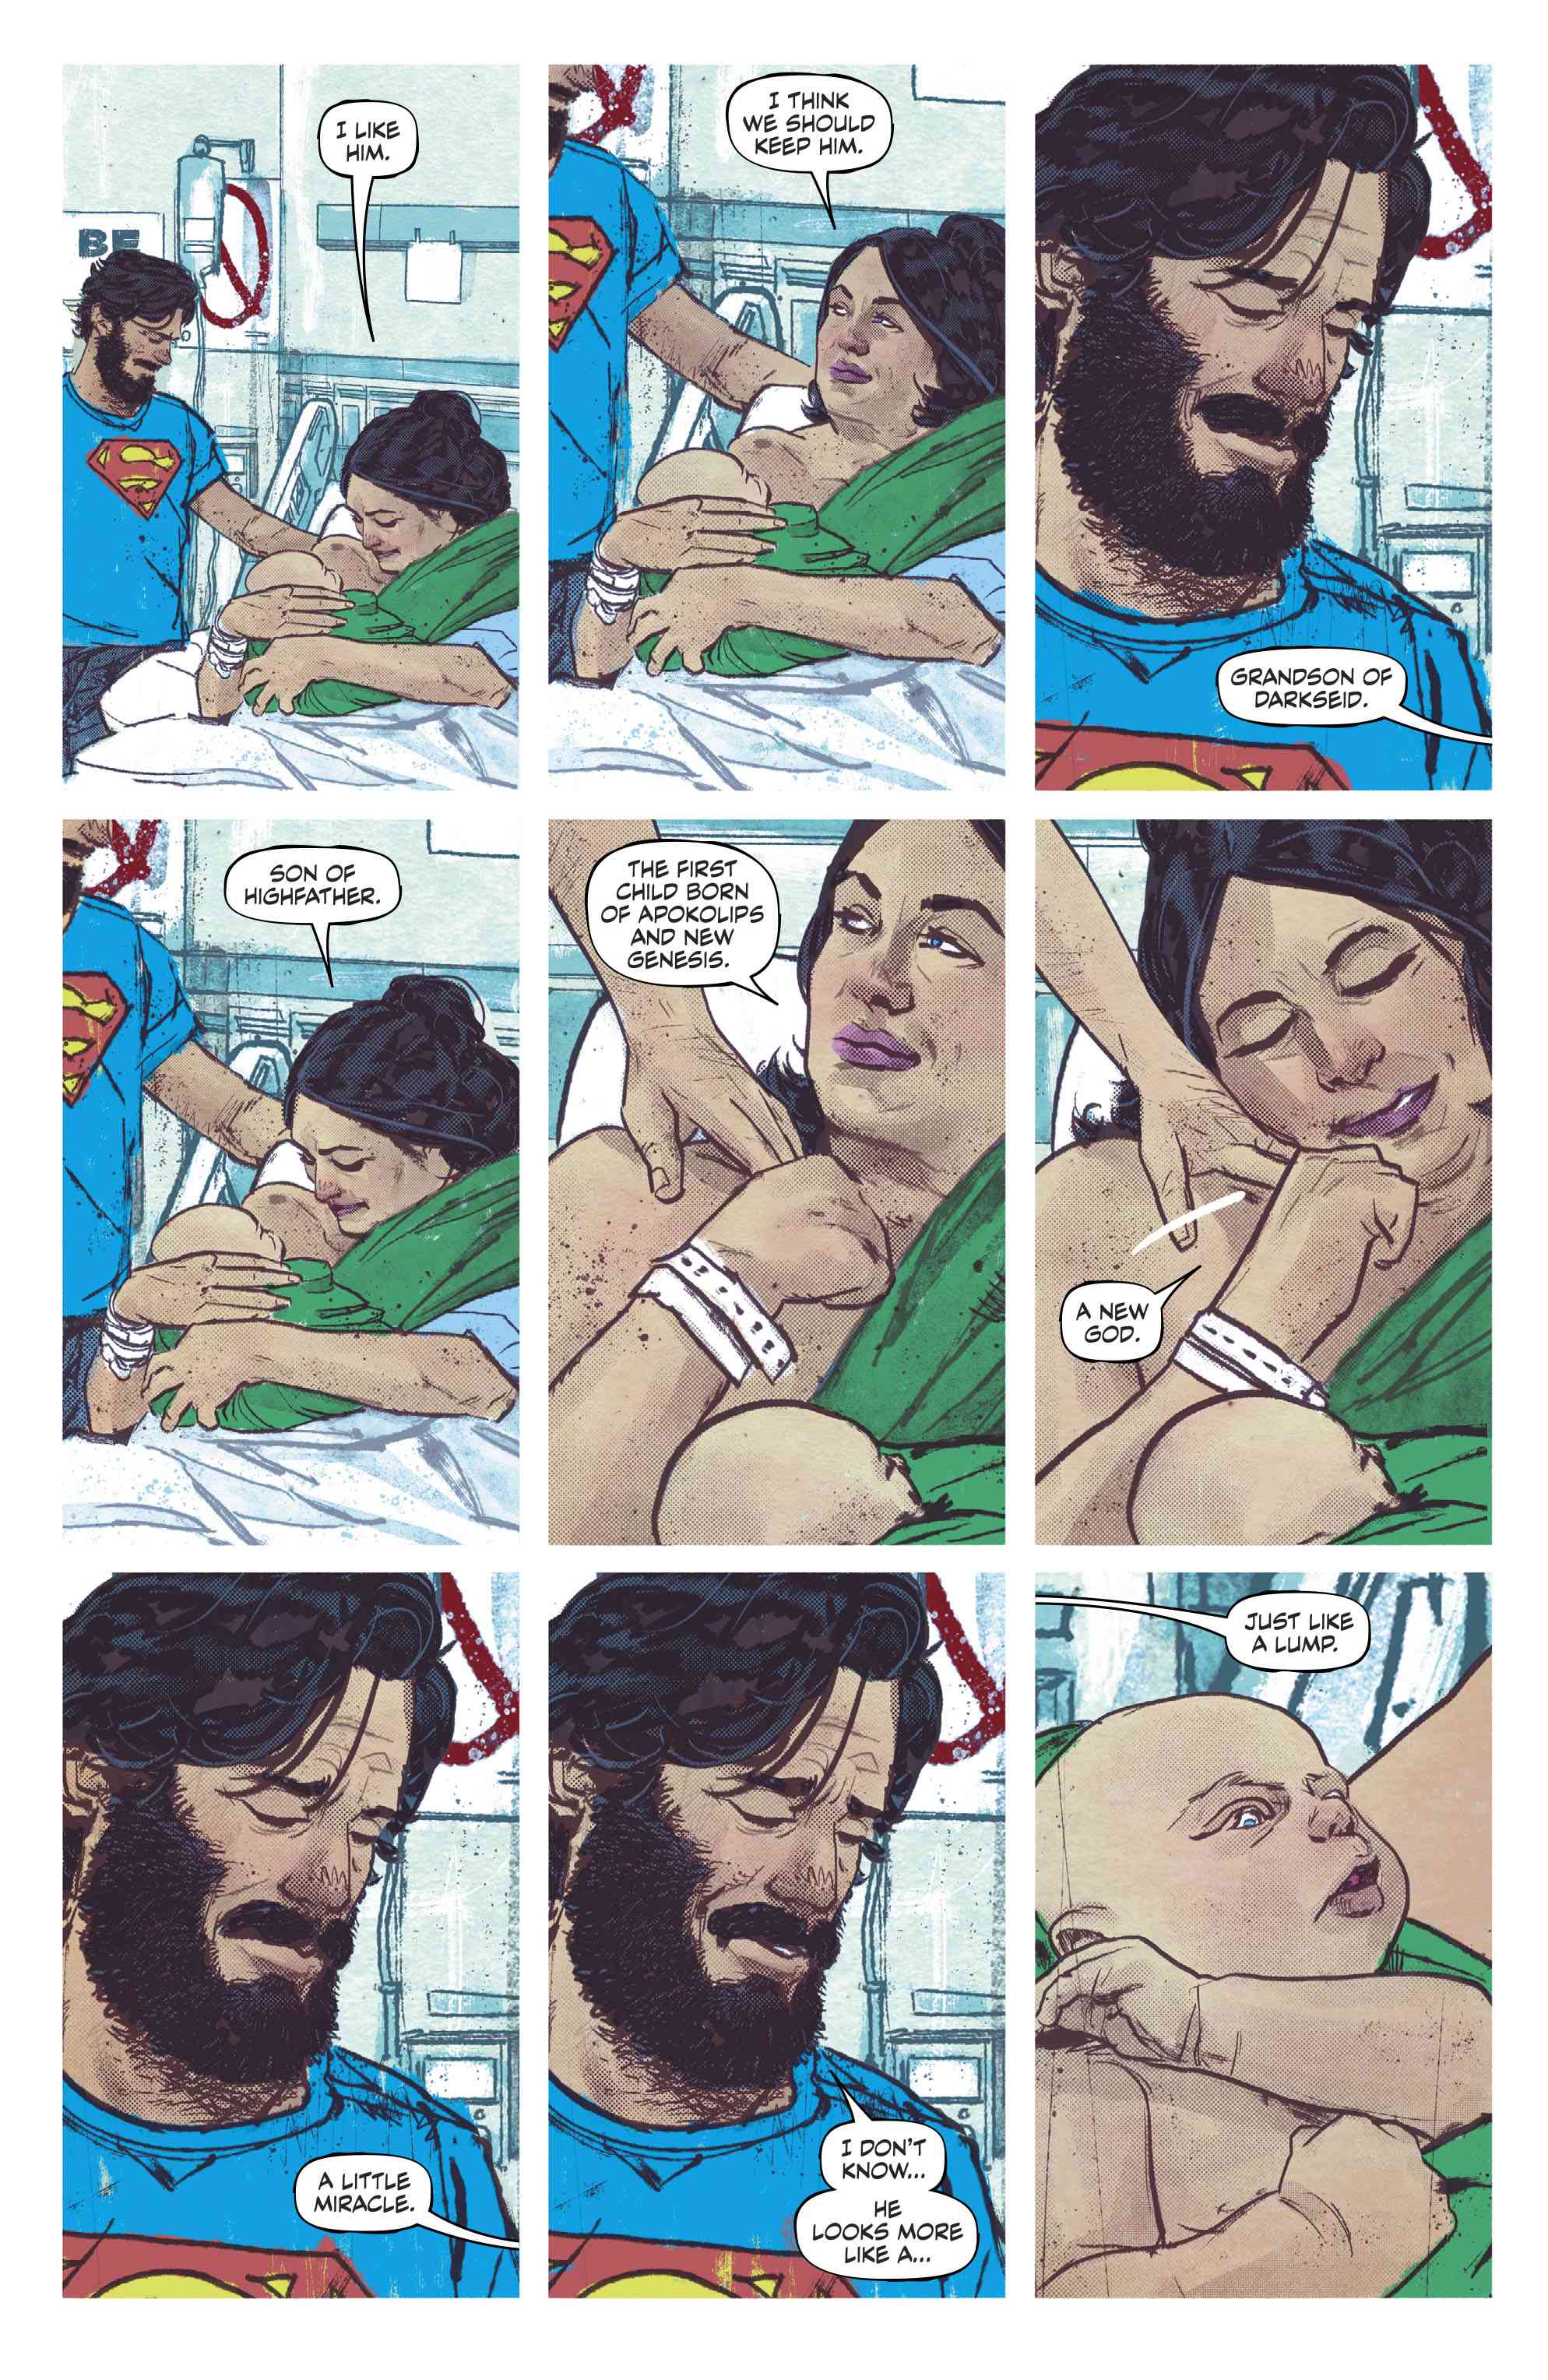 I LIKE
HIM.
BE
I THINK
WE SHOULD
KEEP HIM.
GRANDSON OF
DARKSEID.
SON OF
HIGHFATHER.
THE FIRST
CHILD BORN
OF APOKOLIPS
AND NEW
GENESIS.
A NEW
GOD.
A LITTLE
MIRACLE.
I DON'T
KNOW...
HE
LOOKS MORE
LIKE A...
JUST LIKE
A LUMP.